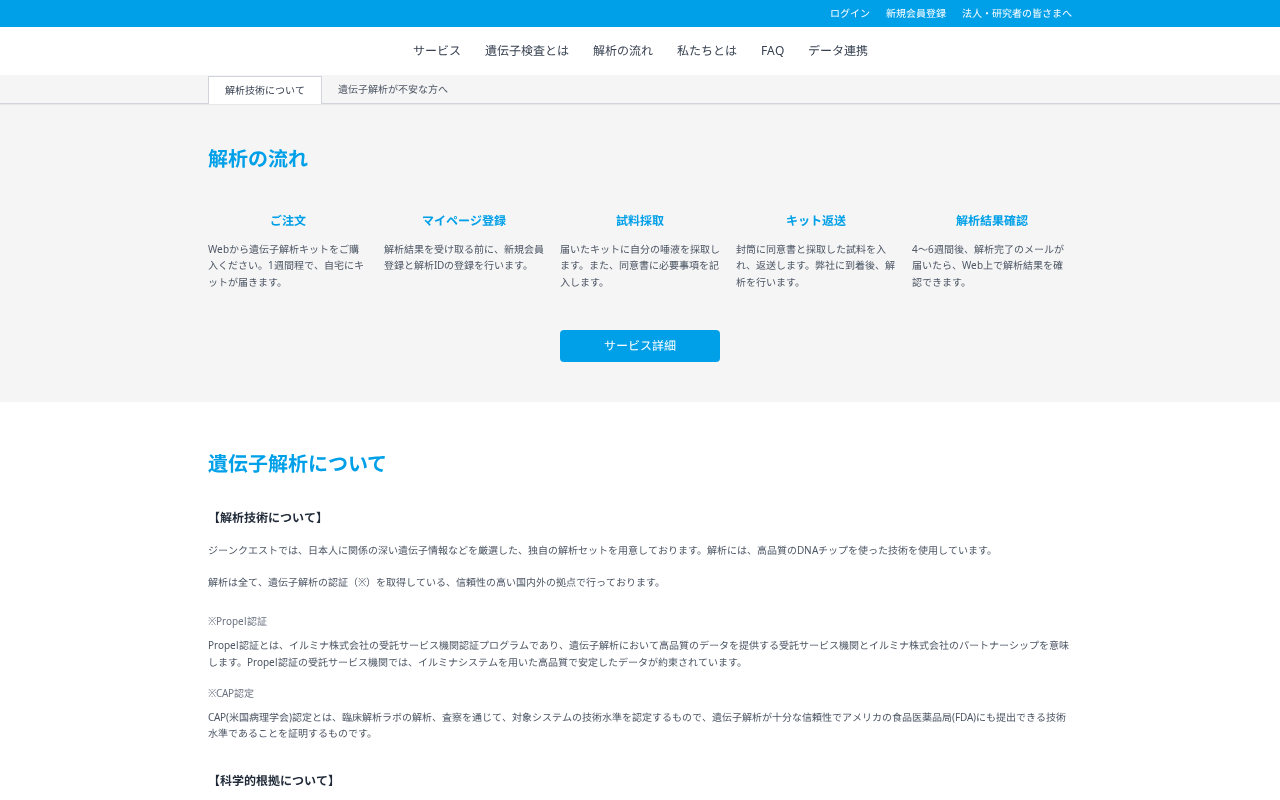 ログイン 新規会員登録 法人・研究者の皆さまへ
サービス 遺伝子検査とは 解析の流れ 私たちとは FAQ データ連携
解析技術について 遺伝子解析が不安な方へ
解析の流れ
ご注文
Webから遺伝子解析キットをご購
入ください。1週間程で、自宅にキ
ットが届きます。
マイページ登録
解析結果を受け取る前に、新規会員
登録と解析IDの登録を行います。
試料採取
届いたキットに自分の唾液を採取し
ます。また、同意書に必要事項を記
入します。
キット返送
封筒に同意書と採取した試料を入
れ、返送します。弊社に到着後、解
析を行います。
解析結果確認
4〜6週間後、解析完了のメールが
届いたら、Web上で解析結果を確
認できます。
サービス詳細
遺伝子解析について
【解析技術について】
ジーンクエストでは、日本人に関係の深い遺伝子情報などを厳選した、独自の解析セットを用意しております。解析には、高品質のDNAチップを使った技術を使用しています。
解析は全て、遺伝子解析の認証（※）を取得している、信頼性の高い国内外の拠点で行っております。
※Propel認証
Propel認証とは、イルミナ株式会社の受託サービス機関認証プログラムであり、遺伝子解析において高品質のデータを提供する受託サービス機関とイルミナ株式会社のパートナーシップを意味
します。Propel認証の受託サービス機関では、イルミナシステムを用いた高品質で安定したデータが約束されています。
※CAP認定
CAP(米国病理学会)認定とは、臨床解析ラボの解析、査察を通じて、対象システムの技術水準を認定するもので、遺伝子解析が十分な信頼性でアメリカの食品医薬品局(FDA)にも提出できる技術
水準であることを証明するものです。
【科学的根拠について】